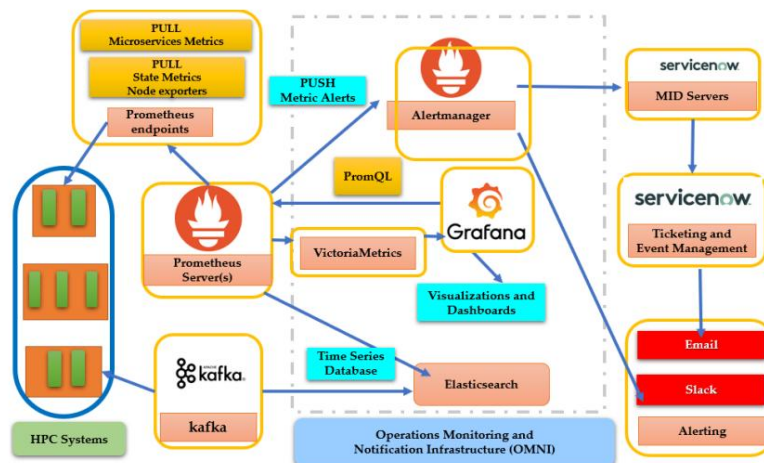 PULL
Microservices Metrics
PULL
State Metrics
Node exporters
Prometheus
endpoints
PUSH
Metric Alerts
Alertmanager
servicenow
MID Servers
PromQL
Grafana
servicenow
Ticketing and
Event Management
Prometheus
Server(s)
VictoriaMetrics
Visualizations and
Dashboards
Email
Slack
Alerting
Time Series
Database
Elasticsearch
kafka
kafka
HPC Systems
Operations Monitoring and
Notification Infrastructure (OMNI)